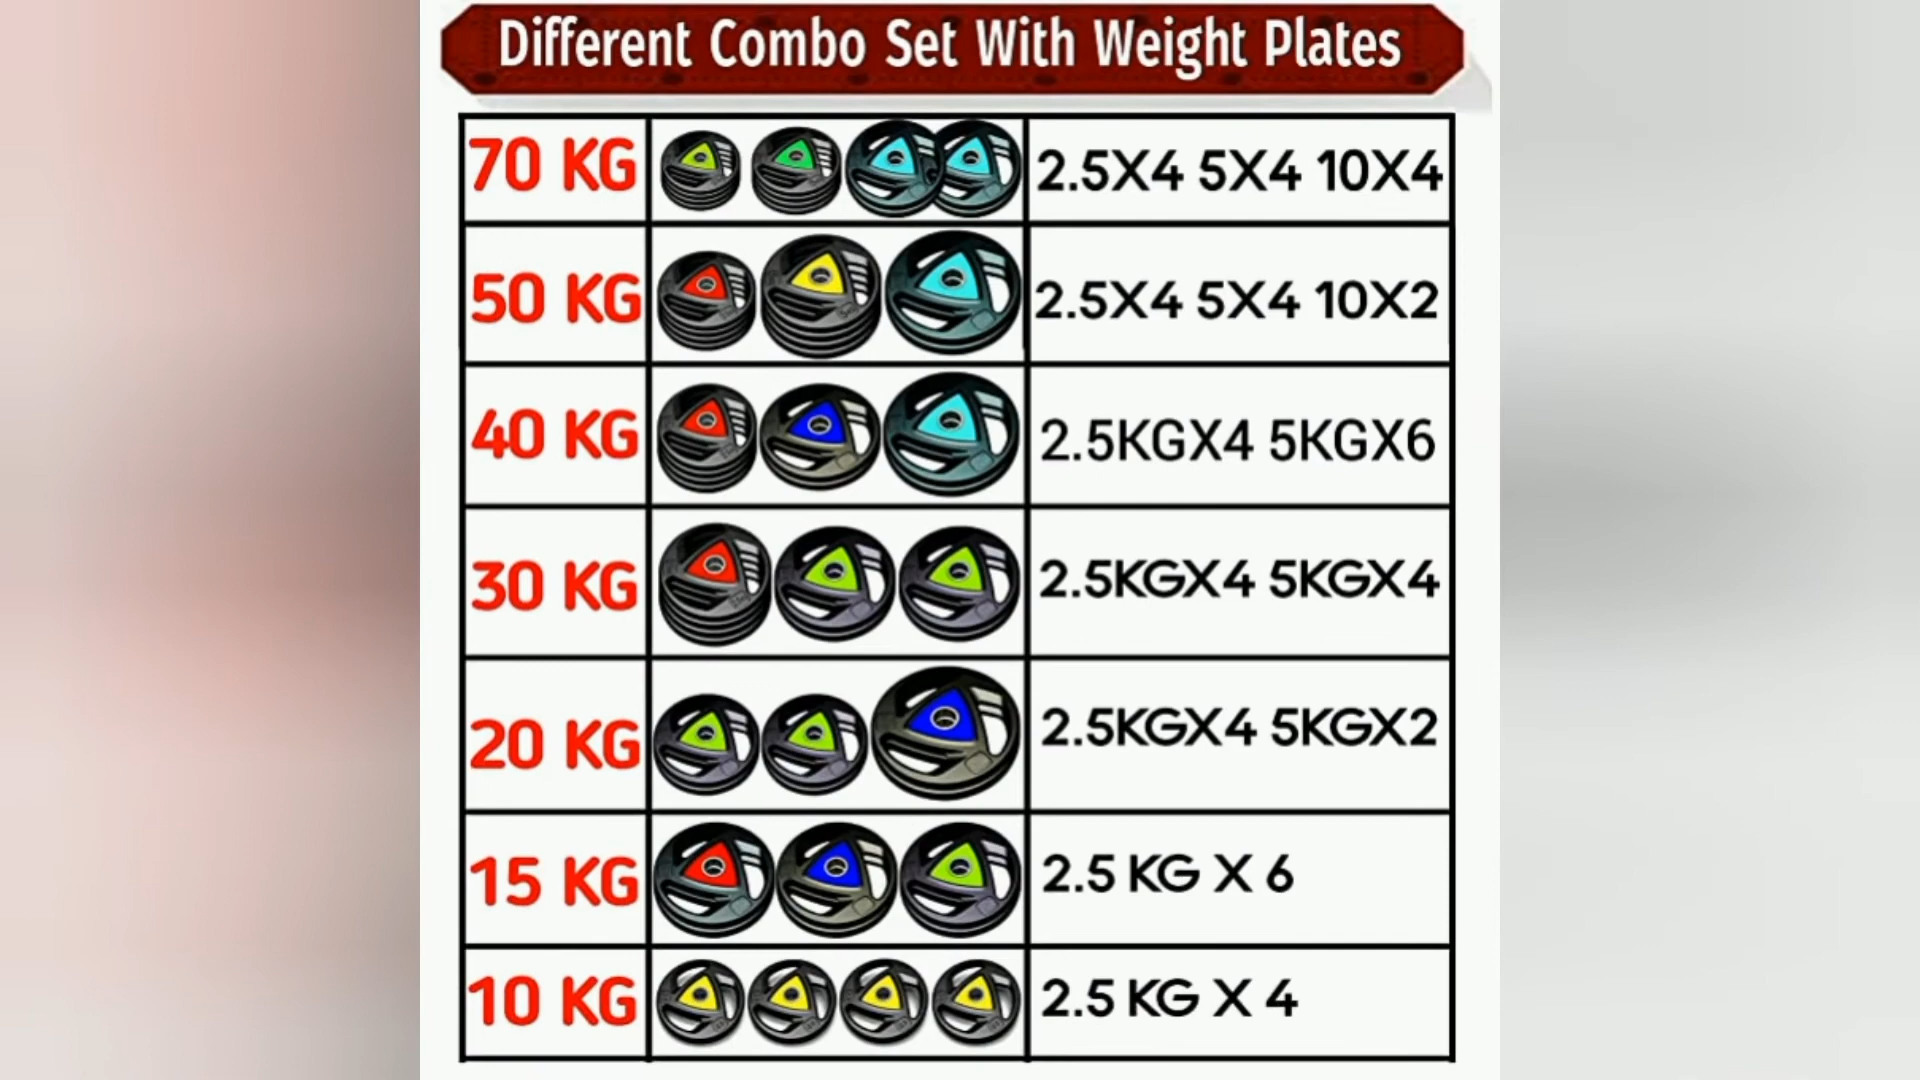 Different Combo Set With Weight Plates
70 KG 2.5X4 5X4 10X4
50 KG 2.5X4 5X4 10X2
40 KG 2.5KGX4 5KGX6
30 KG 2.5KGX4 5KGX4
20 KG 2.5KGX4 5KGX2
15 KG 2.5 KG X 6
10 KG 2.5 KG X 4